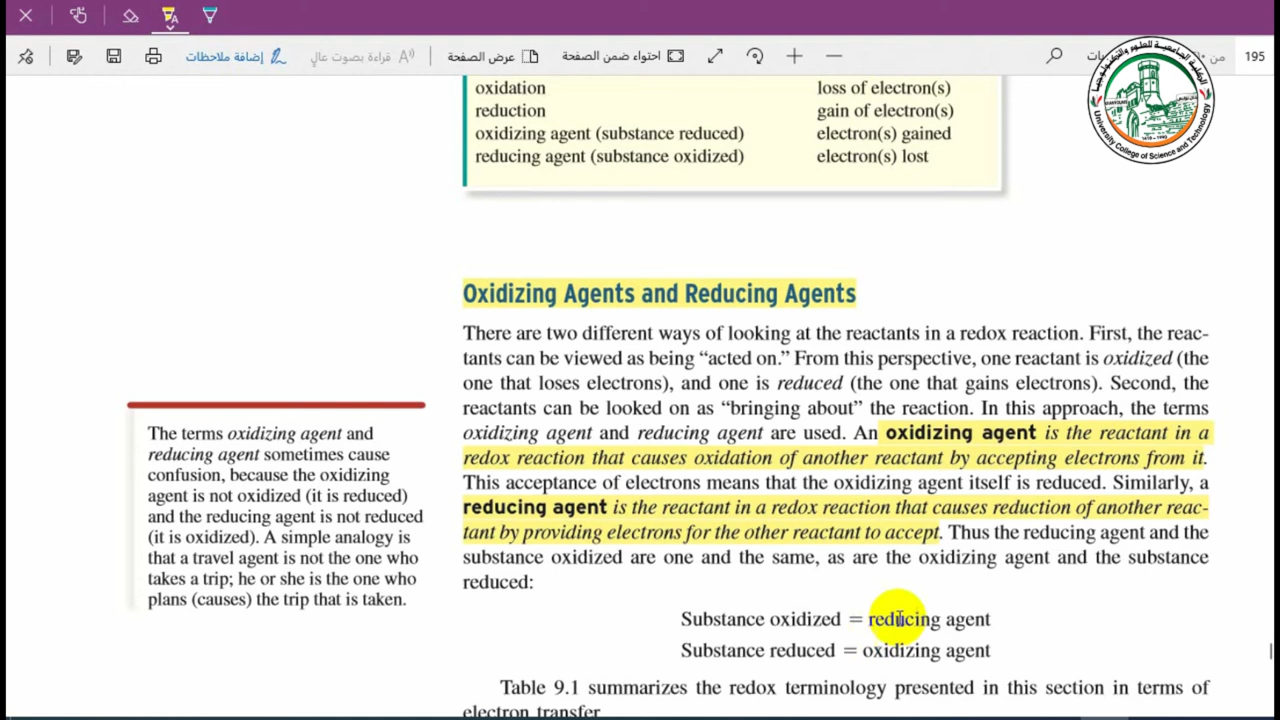 إضافة ملاحظات
قراءة بصوت عالٍ
عرض الصفحة
احتواء ضمن الصفحة
من
195
University College of Science and Technology
oxidation loss of electron(s)
reduction gain of electron(s)
oxidizing agent (substance reduced) electron(s) gained
reducing agent (substance oxidized) electron(s) lost
Oxidizing Agents and Reducing Agents
There are two different ways of looking at the reactants in a redox reaction. First, the reac-
tants can be viewed as being “acted on.” From this perspective, one reactant is oxidized (the
one that loses electrons), and one is reduced (the one that gains electrons). Second, the
reactants can be looked on as “bringing about” the reaction. In this approach, the terms
oxidizing agent and reducing agent are used. An oxidizing agent is the reactant in a
redox reaction that causes oxidation of another reactant by accepting electrons from it.
This acceptance of electrons means that the oxidizing agent itself is reduced. Similarly, a
reducing agent is the reactant in a redox reaction that causes reduction of another reac-
tant by providing electrons for the other reactant to accept. Thus the reducing agent and the
substance oxidized are one and the same, as are the oxidizing agent and the substance
reduced:
Substance oxidized = reducing agent
Substance reduced = oxidizing agent
Table 9.1 summarizes the redox terminology presented in this section in terms of
electron transfer
The terms oxidizing agent and
reducing agent sometimes cause
confusion, because the oxidizing
agent is not oxidized (it is reduced)
and the reducing agent is not reduced
(it is oxidized). A simple analogy is
that a travel agent is not the one who
takes a trip; he or she is the one who
plans (causes) the trip that is taken.